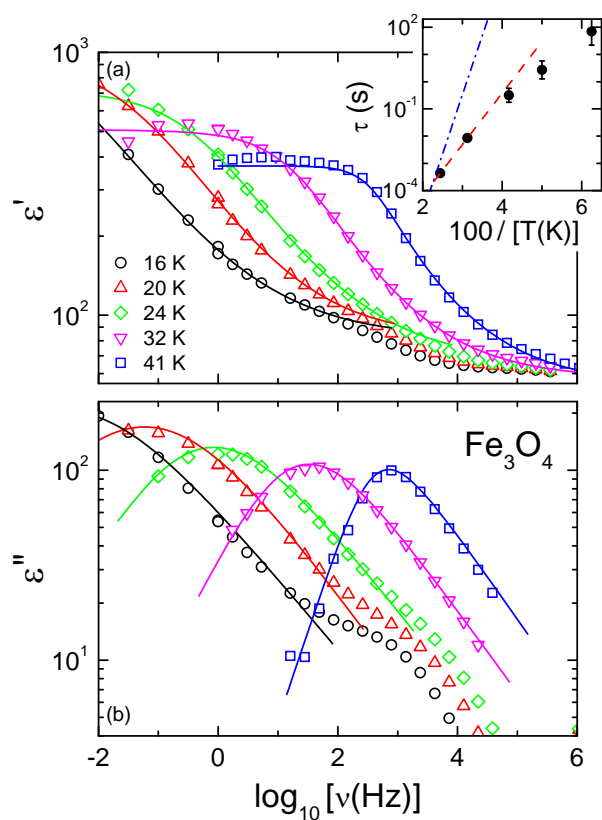 10³
(a)
ε'
16 K
20 K
24 K
32 K
41 K
10²
10²
10⁻¹
10⁻⁴
τ (s)
2 4 6
100 / [T(K)]
Fe₃O₄
10²
ε''
10¹
(b)
-2 0 2 4 6
log₁₀ [ν(Hz)]